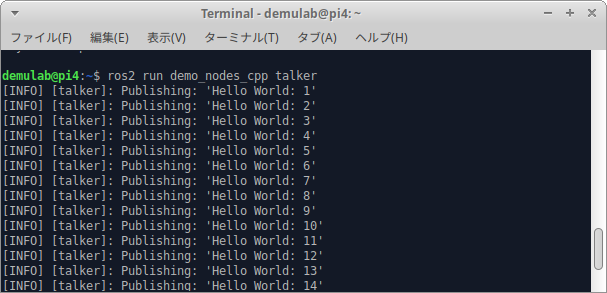 Terminal - demulab@pi4: ~
ファイル(F) 編集(E) 表示(V) ターミナル(T) タブ(A) ヘルプ(H)
demulab@pi4:~$ ros2 run demo_nodes_cpp talker
[INFO] [talker]: Publishing: 'Hello World: 1'
[INFO] [talker]: Publishing: 'Hello World: 2'
[INFO] [talker]: Publishing: 'Hello World: 3'
[INFO] [talker]: Publishing: 'Hello World: 4'
[INFO] [talker]: Publishing: 'Hello World: 5'
[INFO] [talker]: Publishing: 'Hello World: 6'
[INFO] [talker]: Publishing: 'Hello World: 7'
[INFO] [talker]: Publishing: 'Hello World: 8'
[INFO] [talker]: Publishing: 'Hello World: 9'
[INFO] [talker]: Publishing: 'Hello World: 10'
[INFO] [talker]: Publishing: 'Hello World: 11'
[INFO] [talker]: Publishing: 'Hello World: 12'
[INFO] [talker]: Publishing: 'Hello World: 13'
[INFO] [talker]: Publishing: 'Hello World: 14'